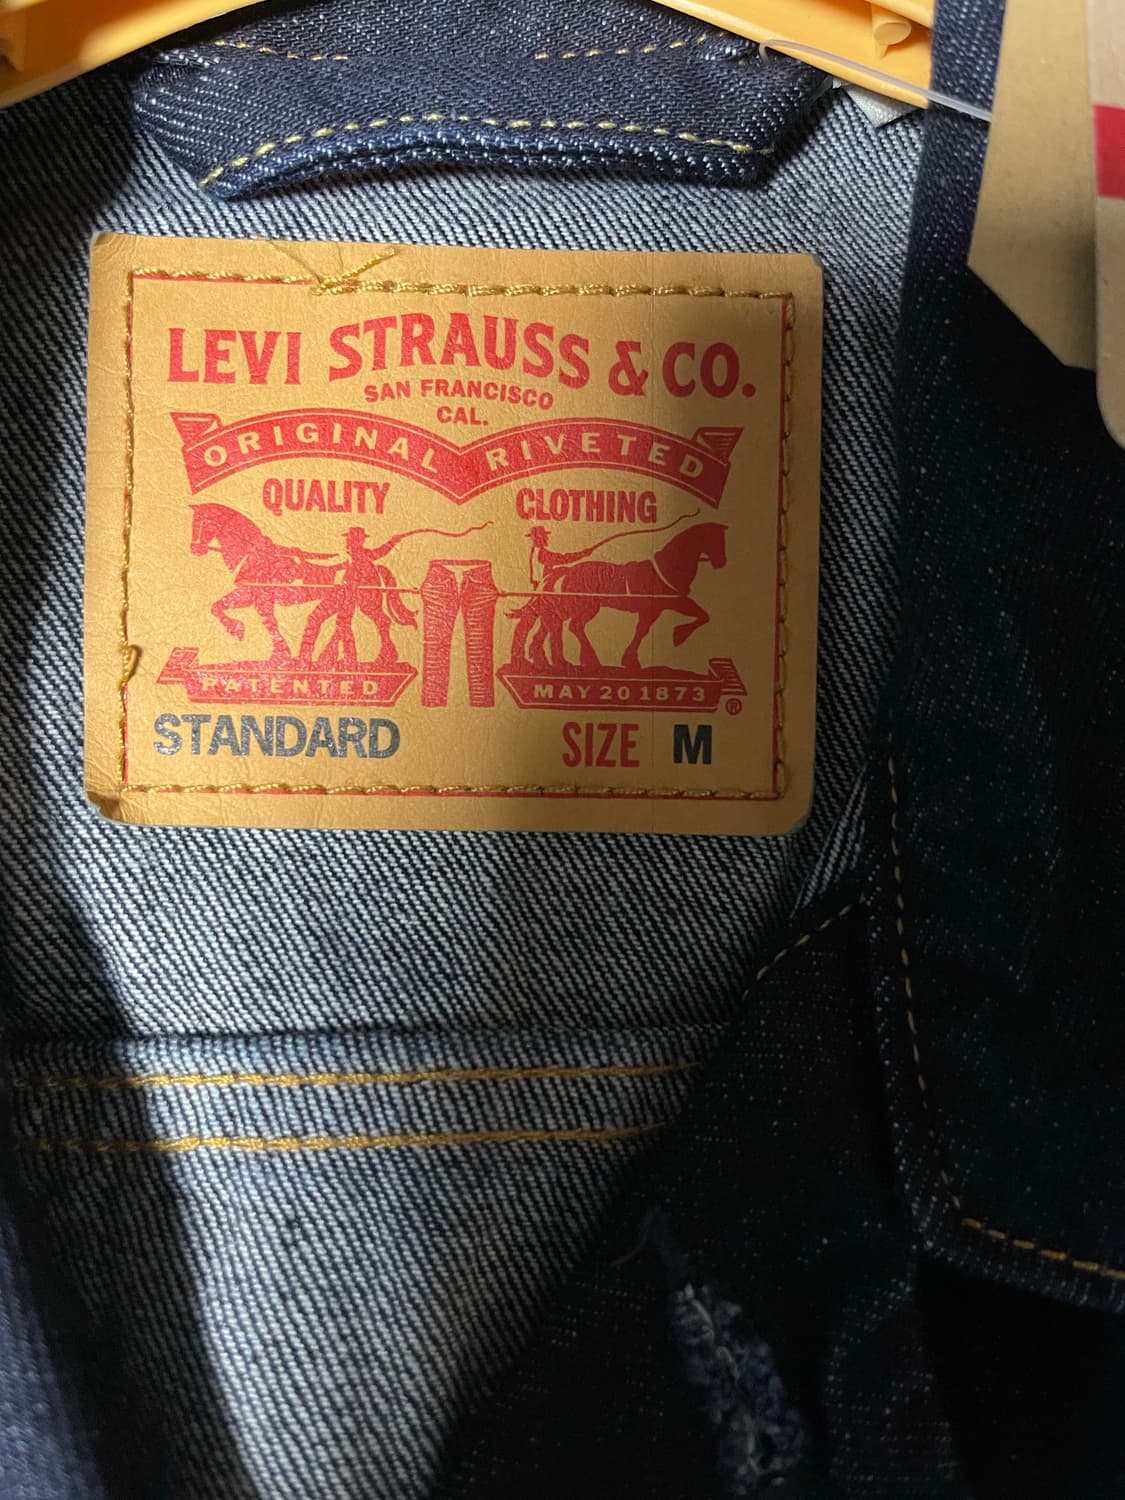 LEVI STRAUSS & CO.
SAN FRANCISCO
CAL.
ORIGINAL RIVETED
QUALITY CLOTHING
PATENTED MAY 20 1873 ®
STANDARD SIZE M